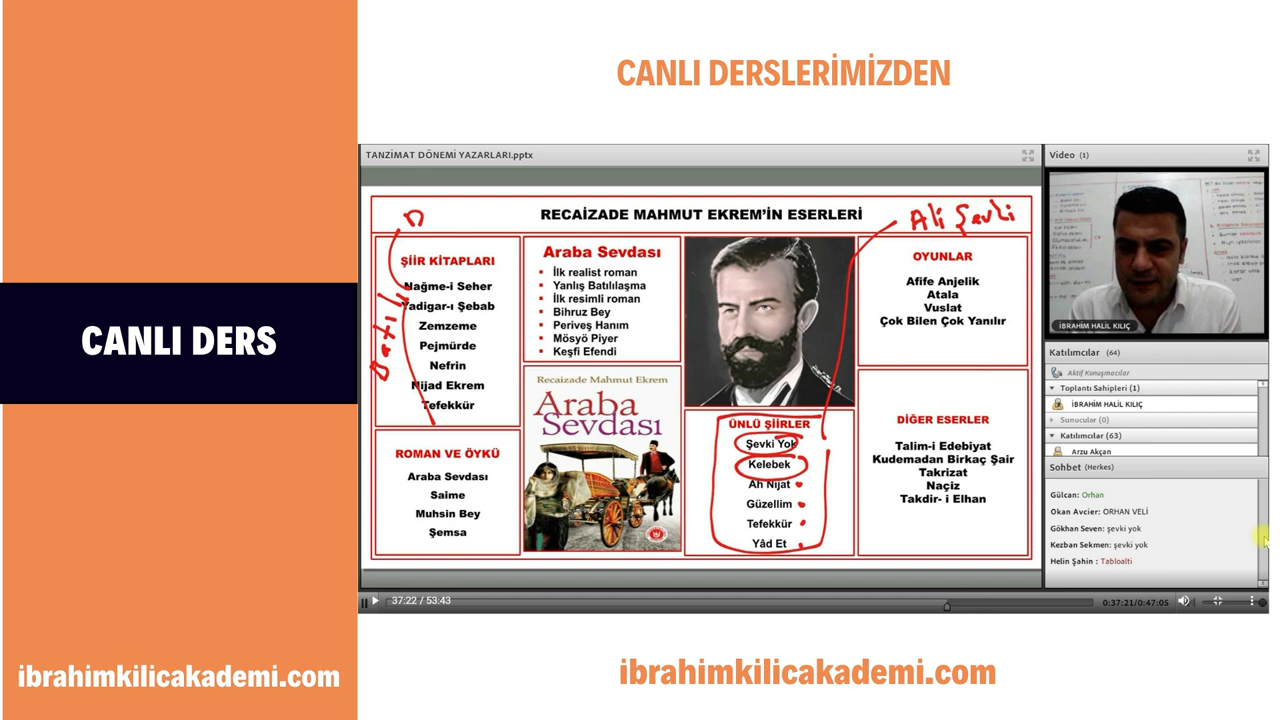 CANLI DERSLERİMİZDEN
CANLI DERS
ibrahimkilicakademi.com
TANZİMAT DÖNEMİ YAZARLARI.pptx
RECAİZADE MAHMUT EKREM'İN ESERLERİ
Ali Şevki
ŞİİR KİTAPLARI
Nağme-i Seher
Yadigar-ı Şebab
Zemzeme
Pejmürde
Nefrin
Nijad Ekrem
Tefekkür
ROMAN VE ÖYKÜ
Araba Sevdası
Saime
Muhsin Bey
Şemsa
Araba Sevdası
İlk realist roman
Yanlış Batılılaşma
İlk resimli roman
Bihruz Bey
Periveş Hanım
Mösyö Piyer
Keşfi Efendi
Recaizade Mahmut Ekrem
Araba
Sevdası
ÜNLÜ ŞİİRLER
Şevki Yok
Kelebek
Ah Nijat
Güzellim
Tefekkür
Yâd Et
OYUNLAR
Afife Anjelik
Atala
Vuslat
Çok Bilen Çok Yanılır
DİĞER ESERLER
Talim-i Edebiyat
Kudemadan Birkaç Şair
Takrizat
Naçiz
Takdir- i Elhan
Video (1)
İBRAHİM HALİL KILIÇ
Katılımcılar (64)
Aktif Konuşmacılar
Toplantı Sahipleri (1)
İBRAHİM HALİL KILIÇ
Sunucular (0)
Katılımcılar (63)
Arzu Akçan
Sohbet (Herkes)
Gülcan: Orhan
Okan Avcıer: ORHAN VELİ
Gökhan Seven: şevki yok
Kezban Sekmen: şevki yok
Helin Şahin : Tabloalti
37:22 / 53:43
0:37:21/0:47:05
ibrahimkilicakademi.com